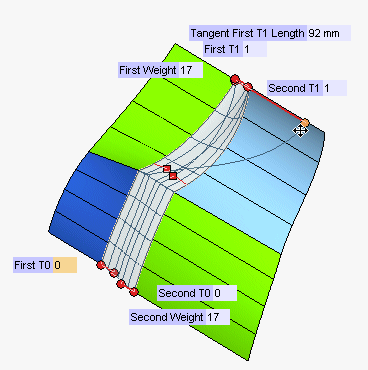 Tangent First T1 Length 92 mm
First T1 1
First Weight 17
Second T1 1
First T0 0
Second T0 0
Second Weight 17